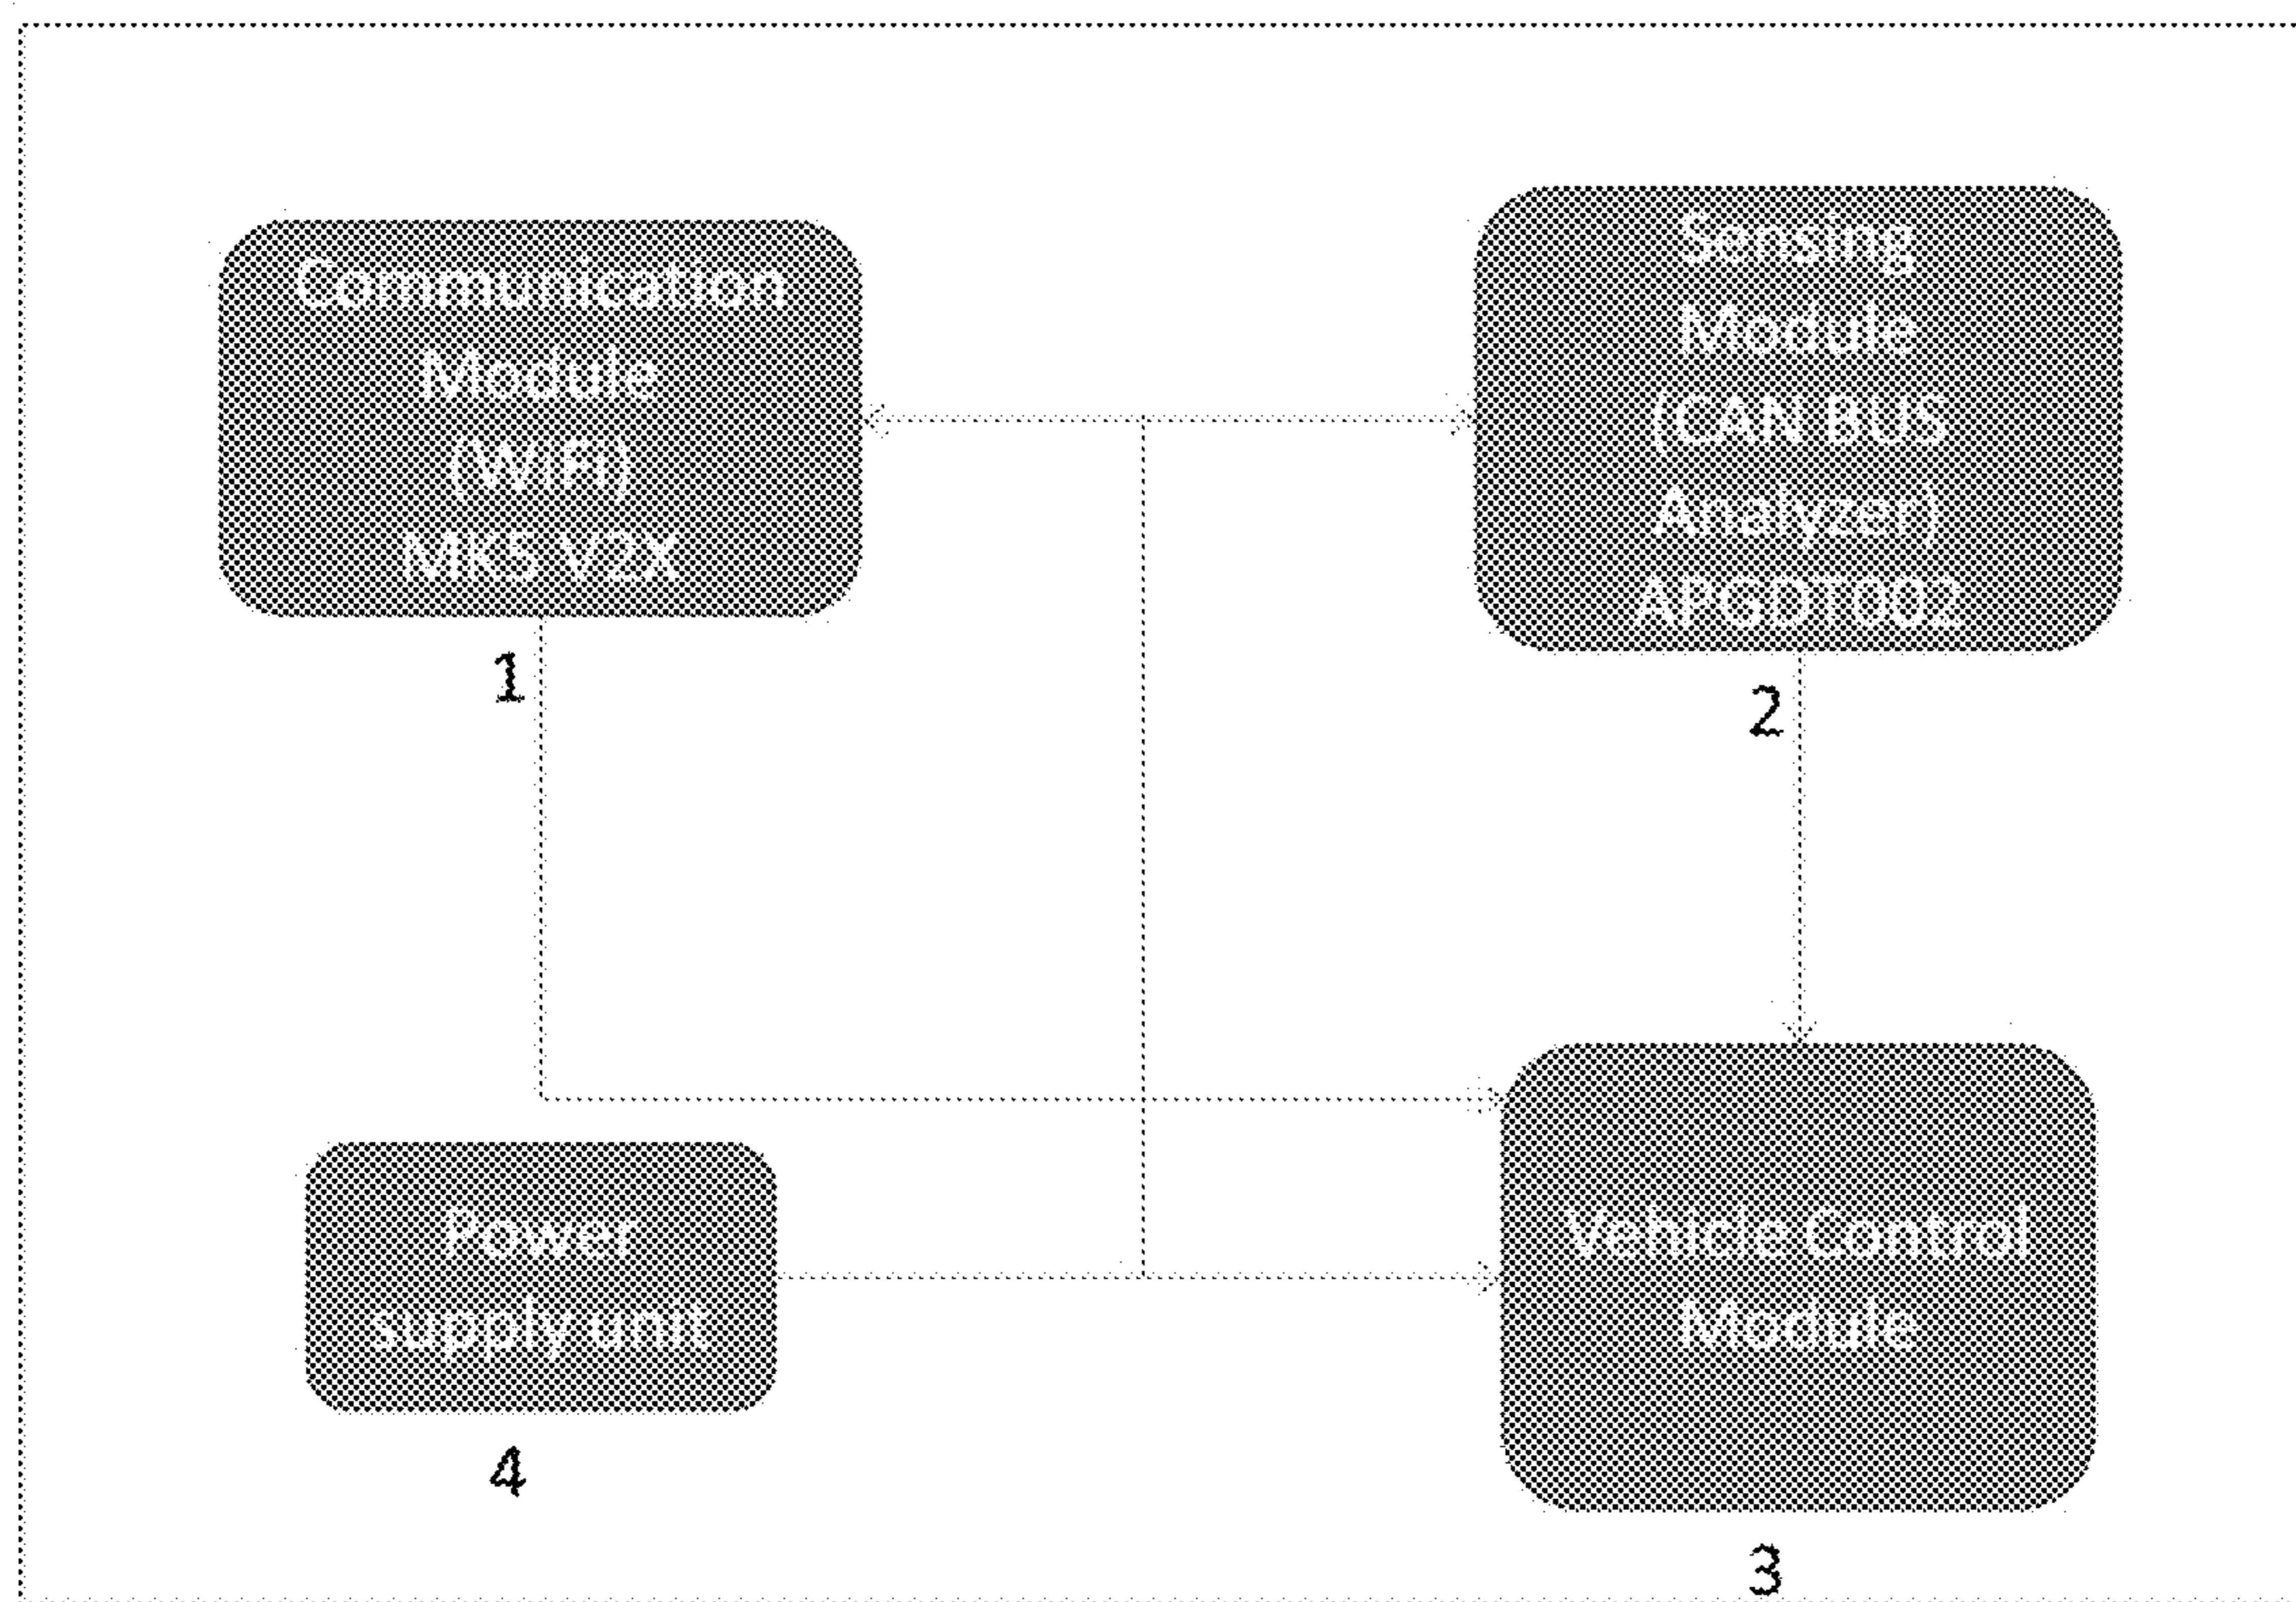 Communication
Module
(WiFi)
MK5 V2X
1
Sensing
Module
(CAN BUS
Analyzer)
APGDT002
2
Power
supply unit
4
Vehicle Control
Module
3